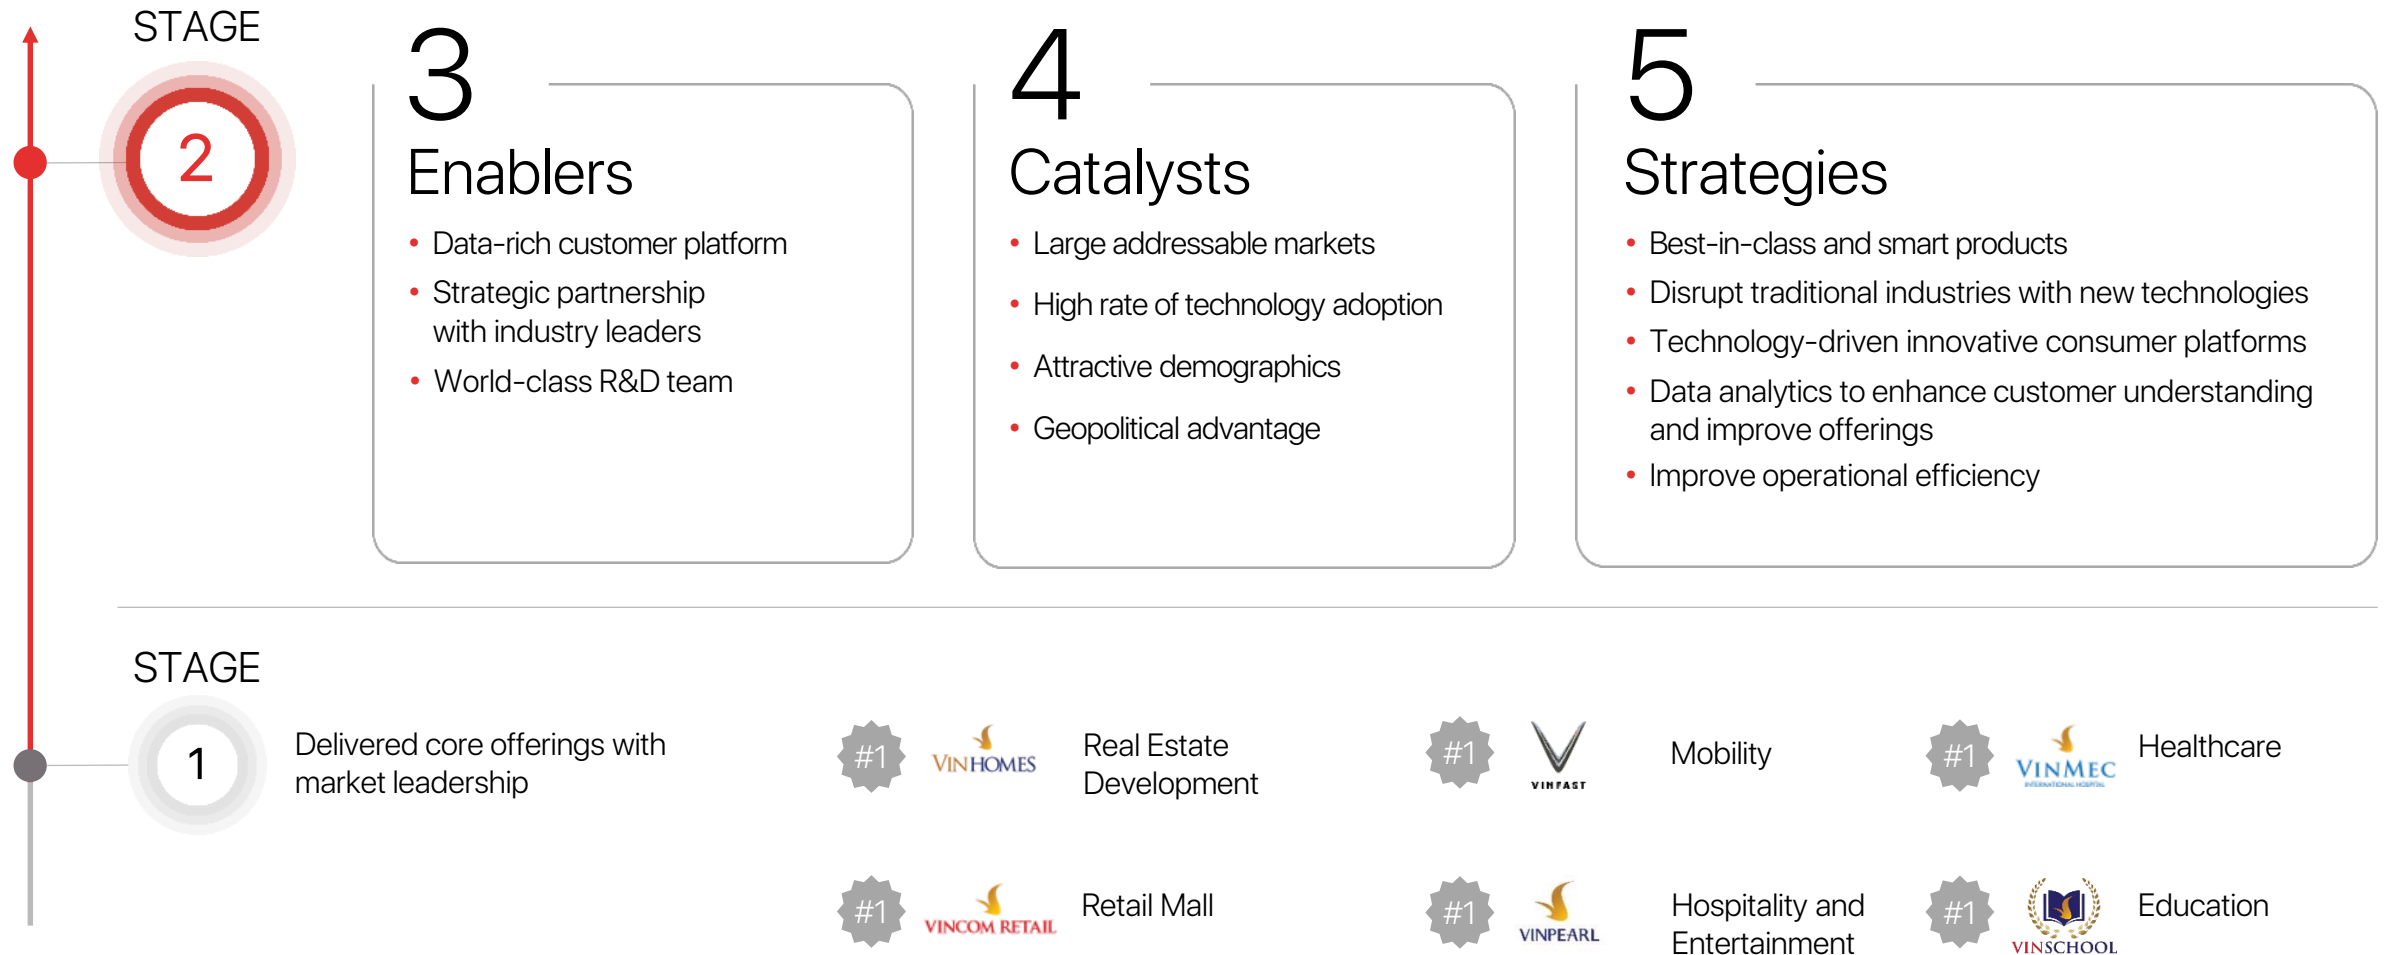 STAGE
2
3
Enablers
• Data-rich customer platform
• Strategic partnership
with industry leaders
• World-class R&D team
4
Catalysts
• Large addressable markets
• High rate of technology adoption
• Attractive demographics
• Geopolitical advantage
5
Strategies
• Best-in-class and smart products
• Disrupt traditional industries with new technologies
• Technology-driven innovative consumer platforms
• Data analytics to enhance customer understanding
and improve offerings
• Improve operational efficiency
STAGE
1
Delivered core offerings with
market leadership
#1
VINHOMES
Real Estate
Development
#1
VINFAST
Mobility
#1
VINMEC
INTERNATIONAL HOSPITAL
Healthcare
#1
VINCOM RETAIL
Retail Mall
#1
VINPEARL
Hospitality and
Entertainment
#1
VINSCHOOL
Education